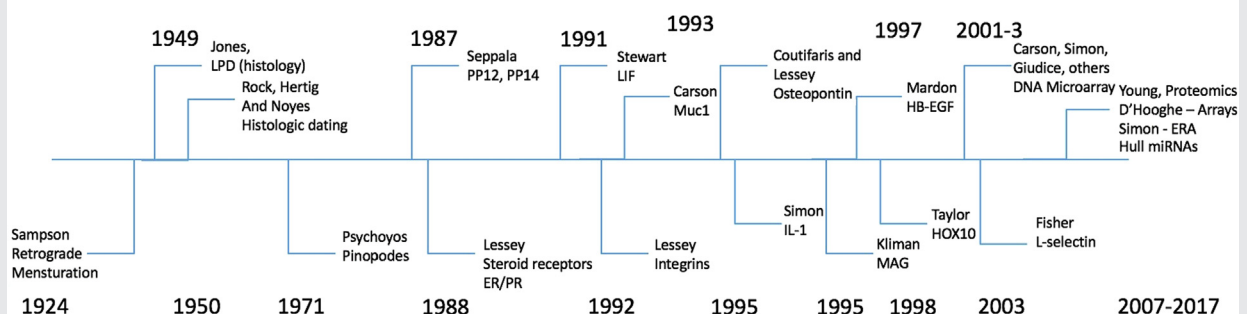 1949
Jones,
LPD (histology)
Rock, Hertig
And Noyes
Histologic dating
1987
Seppala
PP12, PP14
1991
Stewart
LIF
Carson
Muc1
1993
Coutifaris and
Lessey
Osteopontin
1997
Mardon
HB-EGF
2001-3
Carson, Simon,
Giudice, others
DNA Microarray
Young, Proteomics
D’Hooghe – Arrays
Simon - ERA
Hull miRNAs
Sampson
Retrograde
Mensturation
Psychoyos
Pinopodes
Lessey
Steroid receptors
ER/PR
Lessey
Integrins
Simon
IL-1
Kliman
MAG
Taylor
HOX10
Fisher
L-selectin
1924
1950
1971
1988
1992
1995
1995
1998
2003
2007-2017